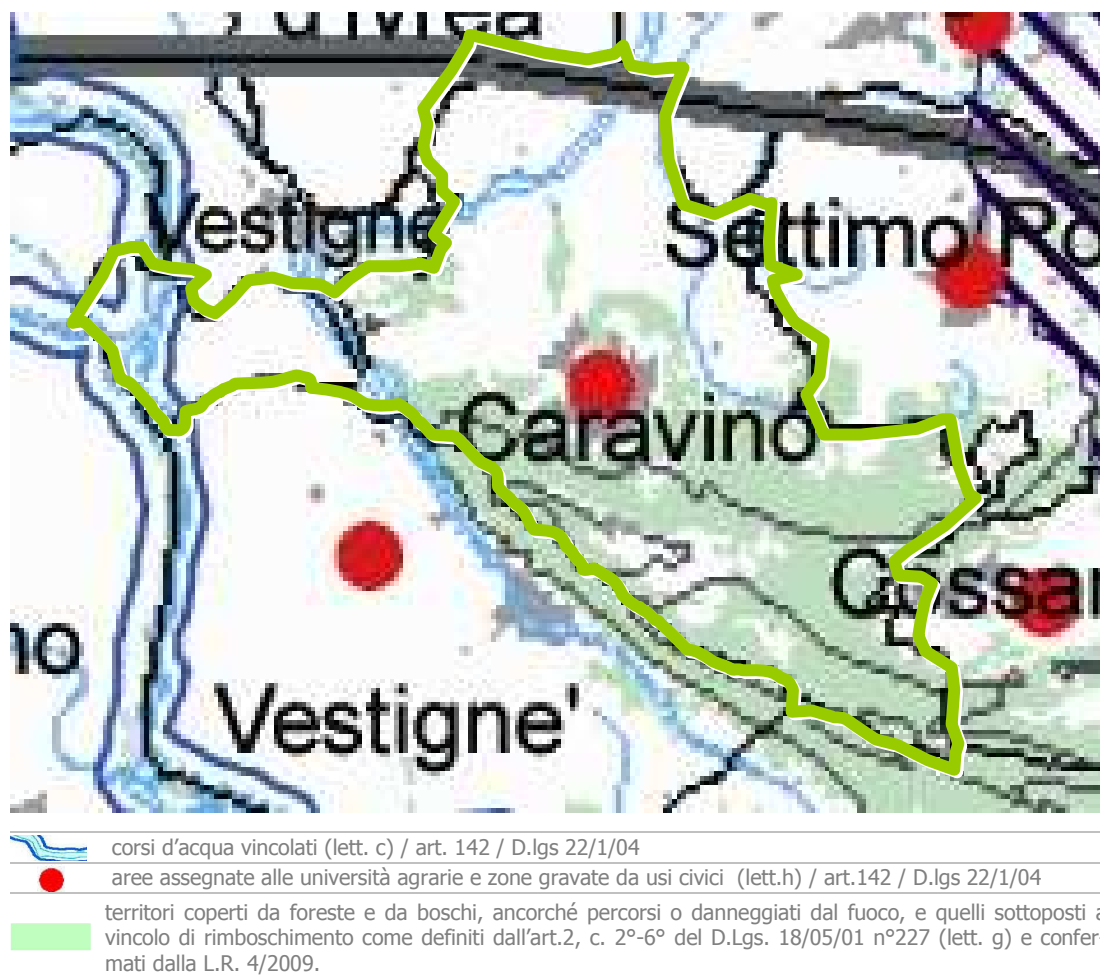 d'Mea
Vestigne'
Settimo Ro
Caravino
Cossan
no
Vestigne'
corsi d'acqua vincolati (lett. c) / art. 142 / D.lgs 22/1/04
aree assegnate alle università agrarie e zone gravate da usi civici (lett.h) / art.142 / D.lgs 22/1/04
territori coperti da foreste e da boschi, ancorché percorsi o danneggiati dal fuoco, e quelli sottoposti a
vincolo di rimboschimento come definiti dall'art.2, c. 2°-6° del D.Lgs. 18/05/01 n°227 (lett. g) e confer-
mati dalla L.R. 4/2009.